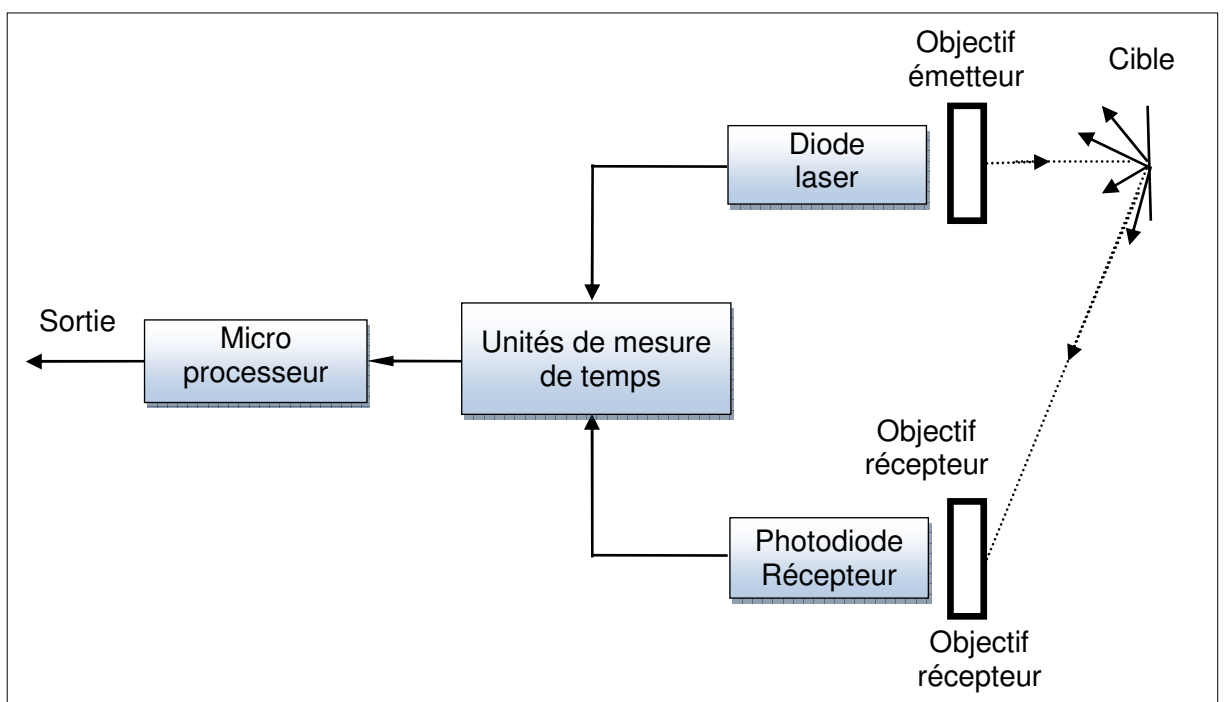 Objectif
émetteur
Cible
Diode
laser
Sortie
Micro
processeur
Unités de mesure
de temps
Objectif
récepteur
Photodiode
Récepteur
Objectif
récepteur